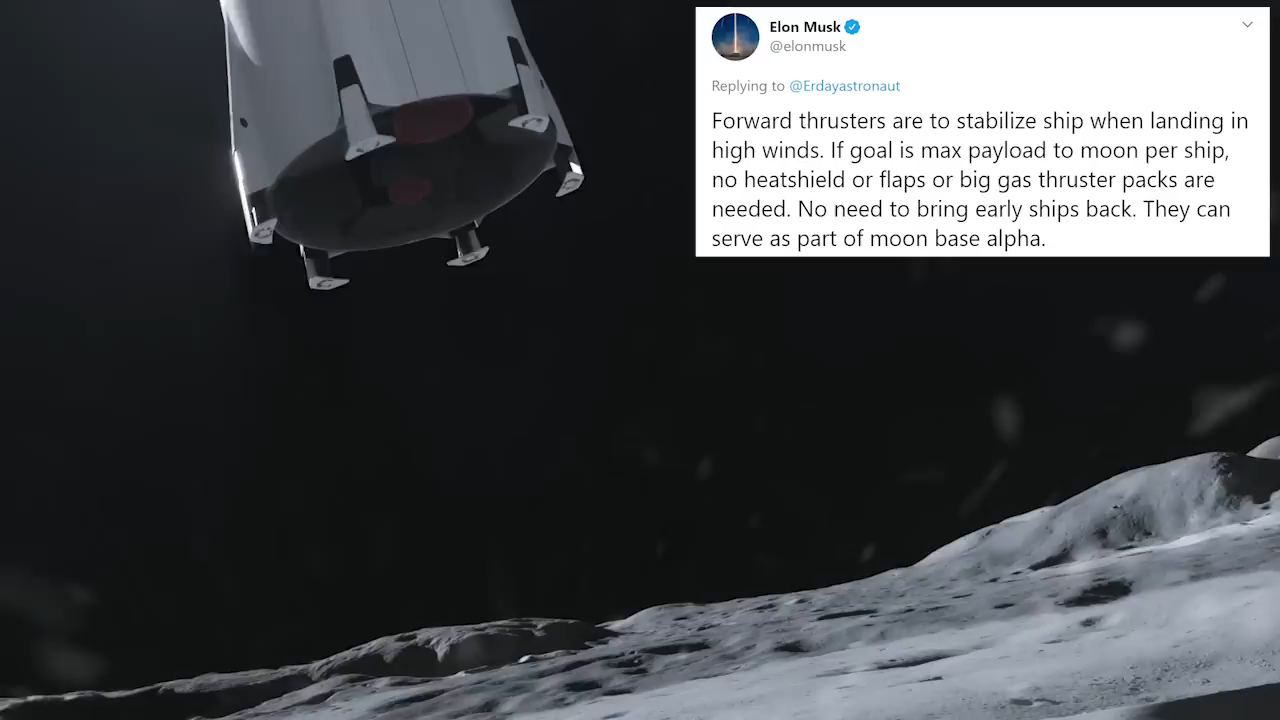 Elon Musk
@elonmusk
Replying to @Erdayastronaut
Forward thrusters are to stabilize ship when landing in
high winds. If goal is max payload to moon per ship,
no heatshield or flaps or big gas thruster packs are
needed. No need to bring early ships back. They can
serve as part of moon base alpha.